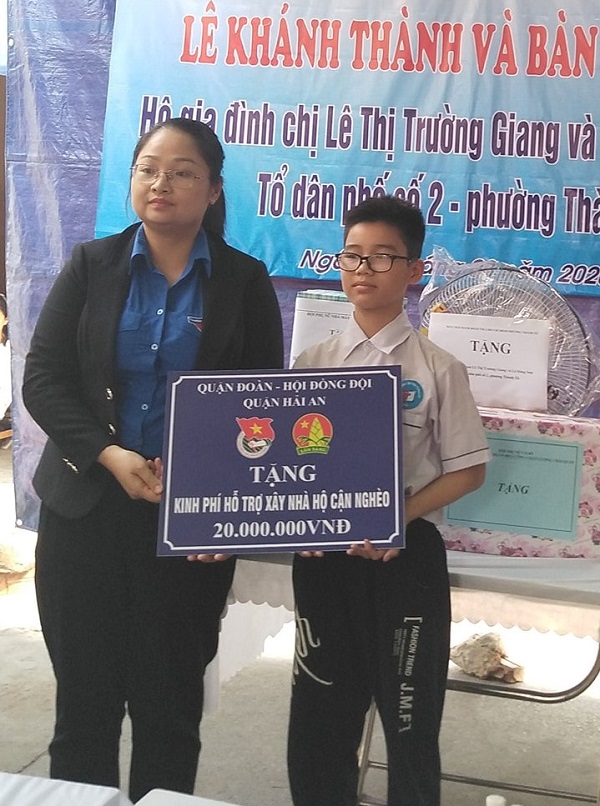 LỄ KHÁNH THÀNH VÀ BÀN
Hộ gia đình chị Lê Thị Trường Giang và
Tổ dân phố số 2 - phường Thà
năm 202
TẶNG
TẶNG
TẶNG
QUẬN ĐOÀN - HỘI ĐỒNG ĐỘI
QUẬN HẢI AN
TẶNG
KINH PHÍ HỖ TRỢ XÂY NHÀ HỘ CẬN NGHÈO
20.000.000VNĐ
FASHION TREND
J.M.F